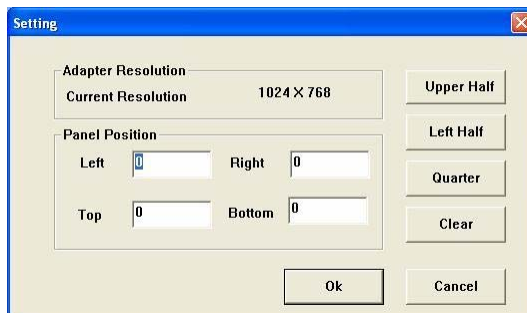 Setting
Adapter Resolution
Current Resolution 1024 X 768
Panel Position
Left 0 Right 0
Top 0 Bottom 0
Upper Half
Left Half
Quarter
Clear
Ok Cancel